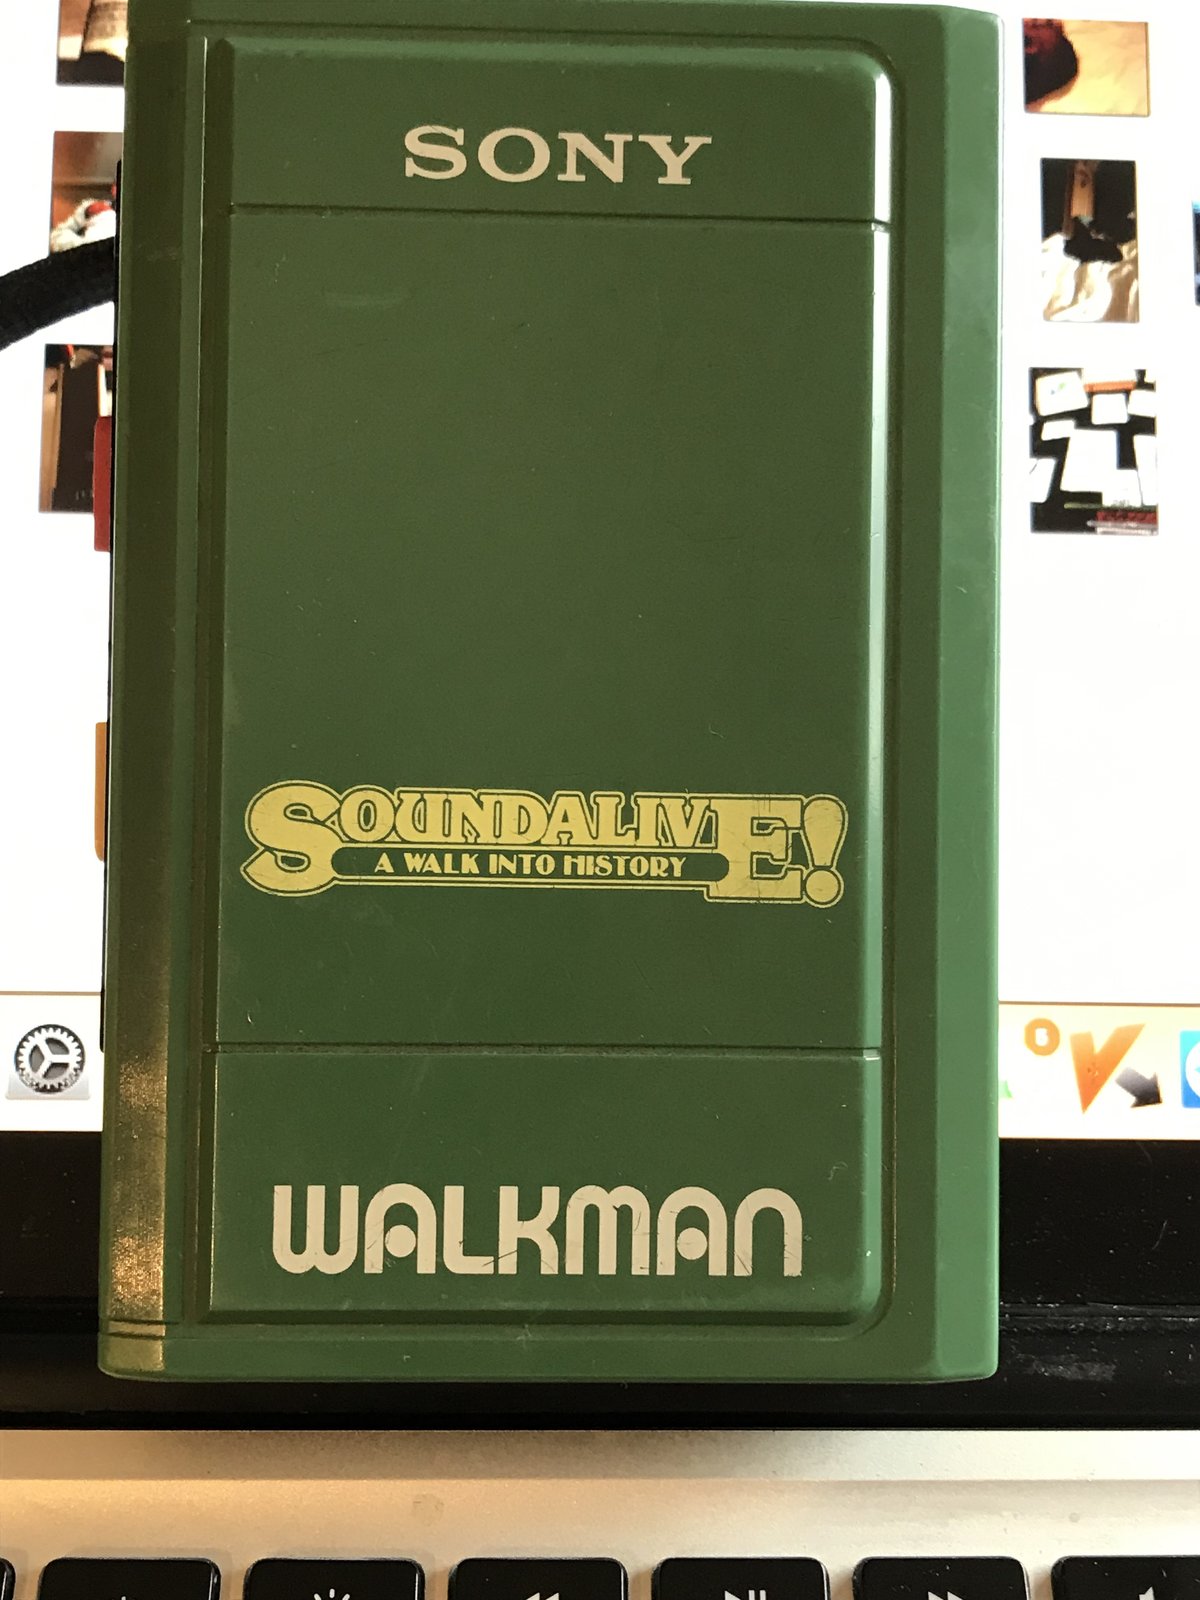 SONY
SOUNDALIVE!
A WALK INTO HISTORY
WALKMAN